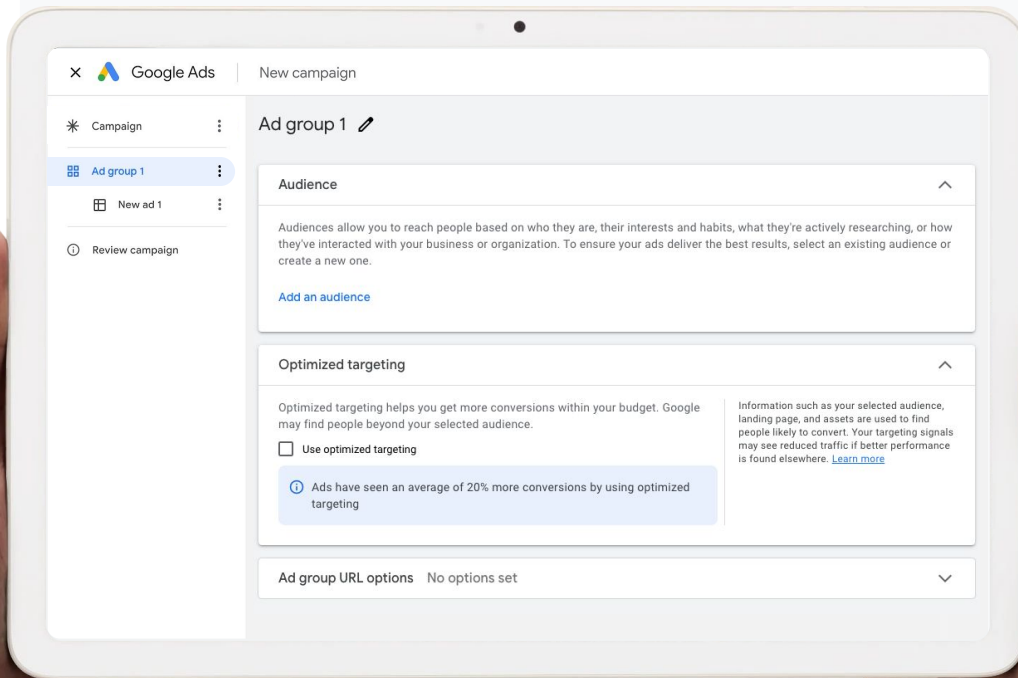 Google Ads
New campaign
Campaign
Ad group 1
New ad 1
Review campaign
Ad group 1
Audience
Audiences allow you to reach people based on who they are, their interests and habits, what they're actively researching, or how
they've interacted with your business or organization. To ensure your ads deliver the best results, select an existing audience or
create a new one.
Add an audience
Optimized targeting
Optimized targeting helps you get more conversions within your budget. Google
may find people beyond your selected audience.
Use optimized targeting
Ads have seen an average of 20% more conversions by using optimized
targeting
Information such as your selected audience,
landing page, and assets are used to find
people likely to convert. Your targeting signals
may see reduced traffic if better performance
is found elsewhere. Learn more
Ad group URL options No options set